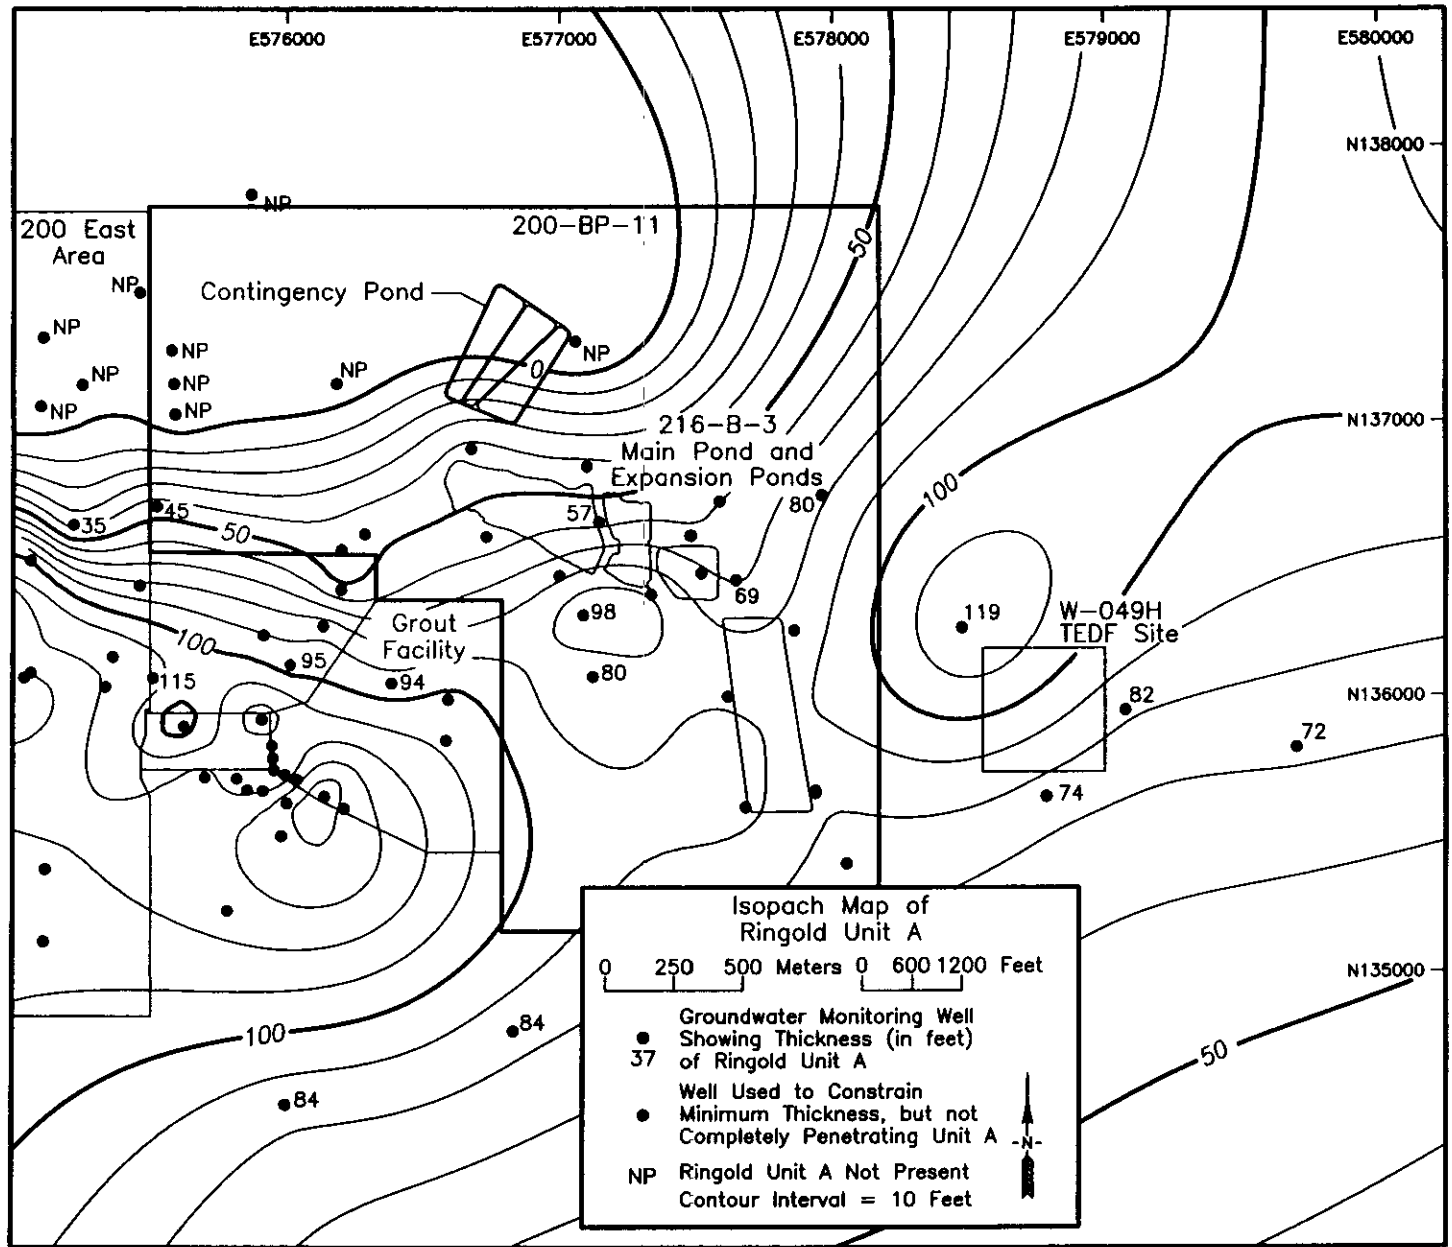 E576000
E577000
E578000
E579000
E580000
N138000
NP
200 East
Area
200-BP-11
50
NP
Contingency Pond
NP
NP
NP
NP
NP
NP
NP
NP
0
N137000
216-B-3
Main Pond and
Expansion Ponds
100
80
45
35
57
50
69
98
119
W-049H
TEDF Site
Grout
Facility
100
95
80
94
115
82
N136000
72
74
Isopach Map of
Ringold Unit A
0 250 500 Meters 0 600 1200 Feet
N135000
84
100
84
50
Groundwater Monitoring Well
Showing Thickness (in feet)
37 of Ringold Unit A
Well Used to Constrain
Minimum Thickness, but not
Completely Penetrating Unit A
-N-
NP Ringold Unit A Not Present
Contour Interval = 10 Feet